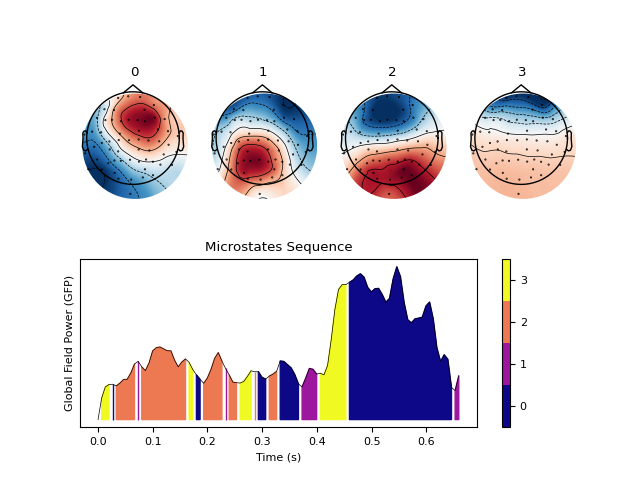 0 1 2 3
Microstates Sequence
Global Field Power (GFP)
3
2
1
0
0.0 0.1 0.2 0.3 0.4 0.5 0.6
Time (s)